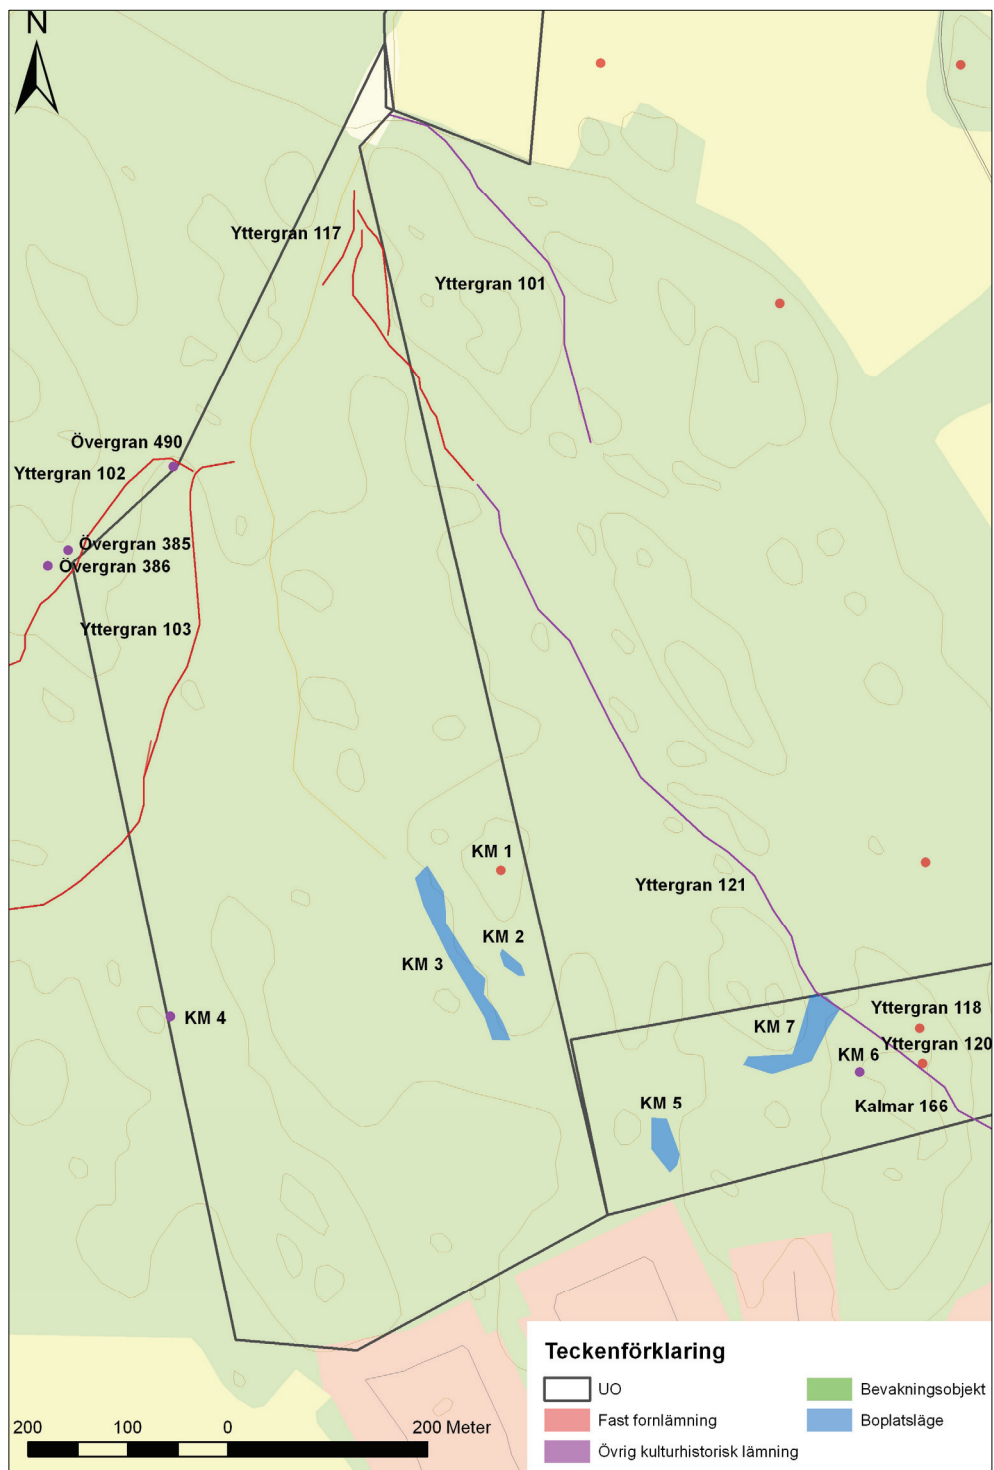 N
Yttergran 117
Yttergran 101
Övergran 490
Yttergran 102
Övergran 385
Övergran 386
Yttergran 103
KM 1
Yttergran 121
KM 2
KM 3
KM 4
Yttergran 118
KM 7
Yttergran 120
KM 6
KM 5
Kalmar 166
Teckenförklaring
UO
Bevakningsobjekt
Fast fornlämning
Boplatsläge
Övrig kulturhistorisk lämning
200 100 0 200 Meter